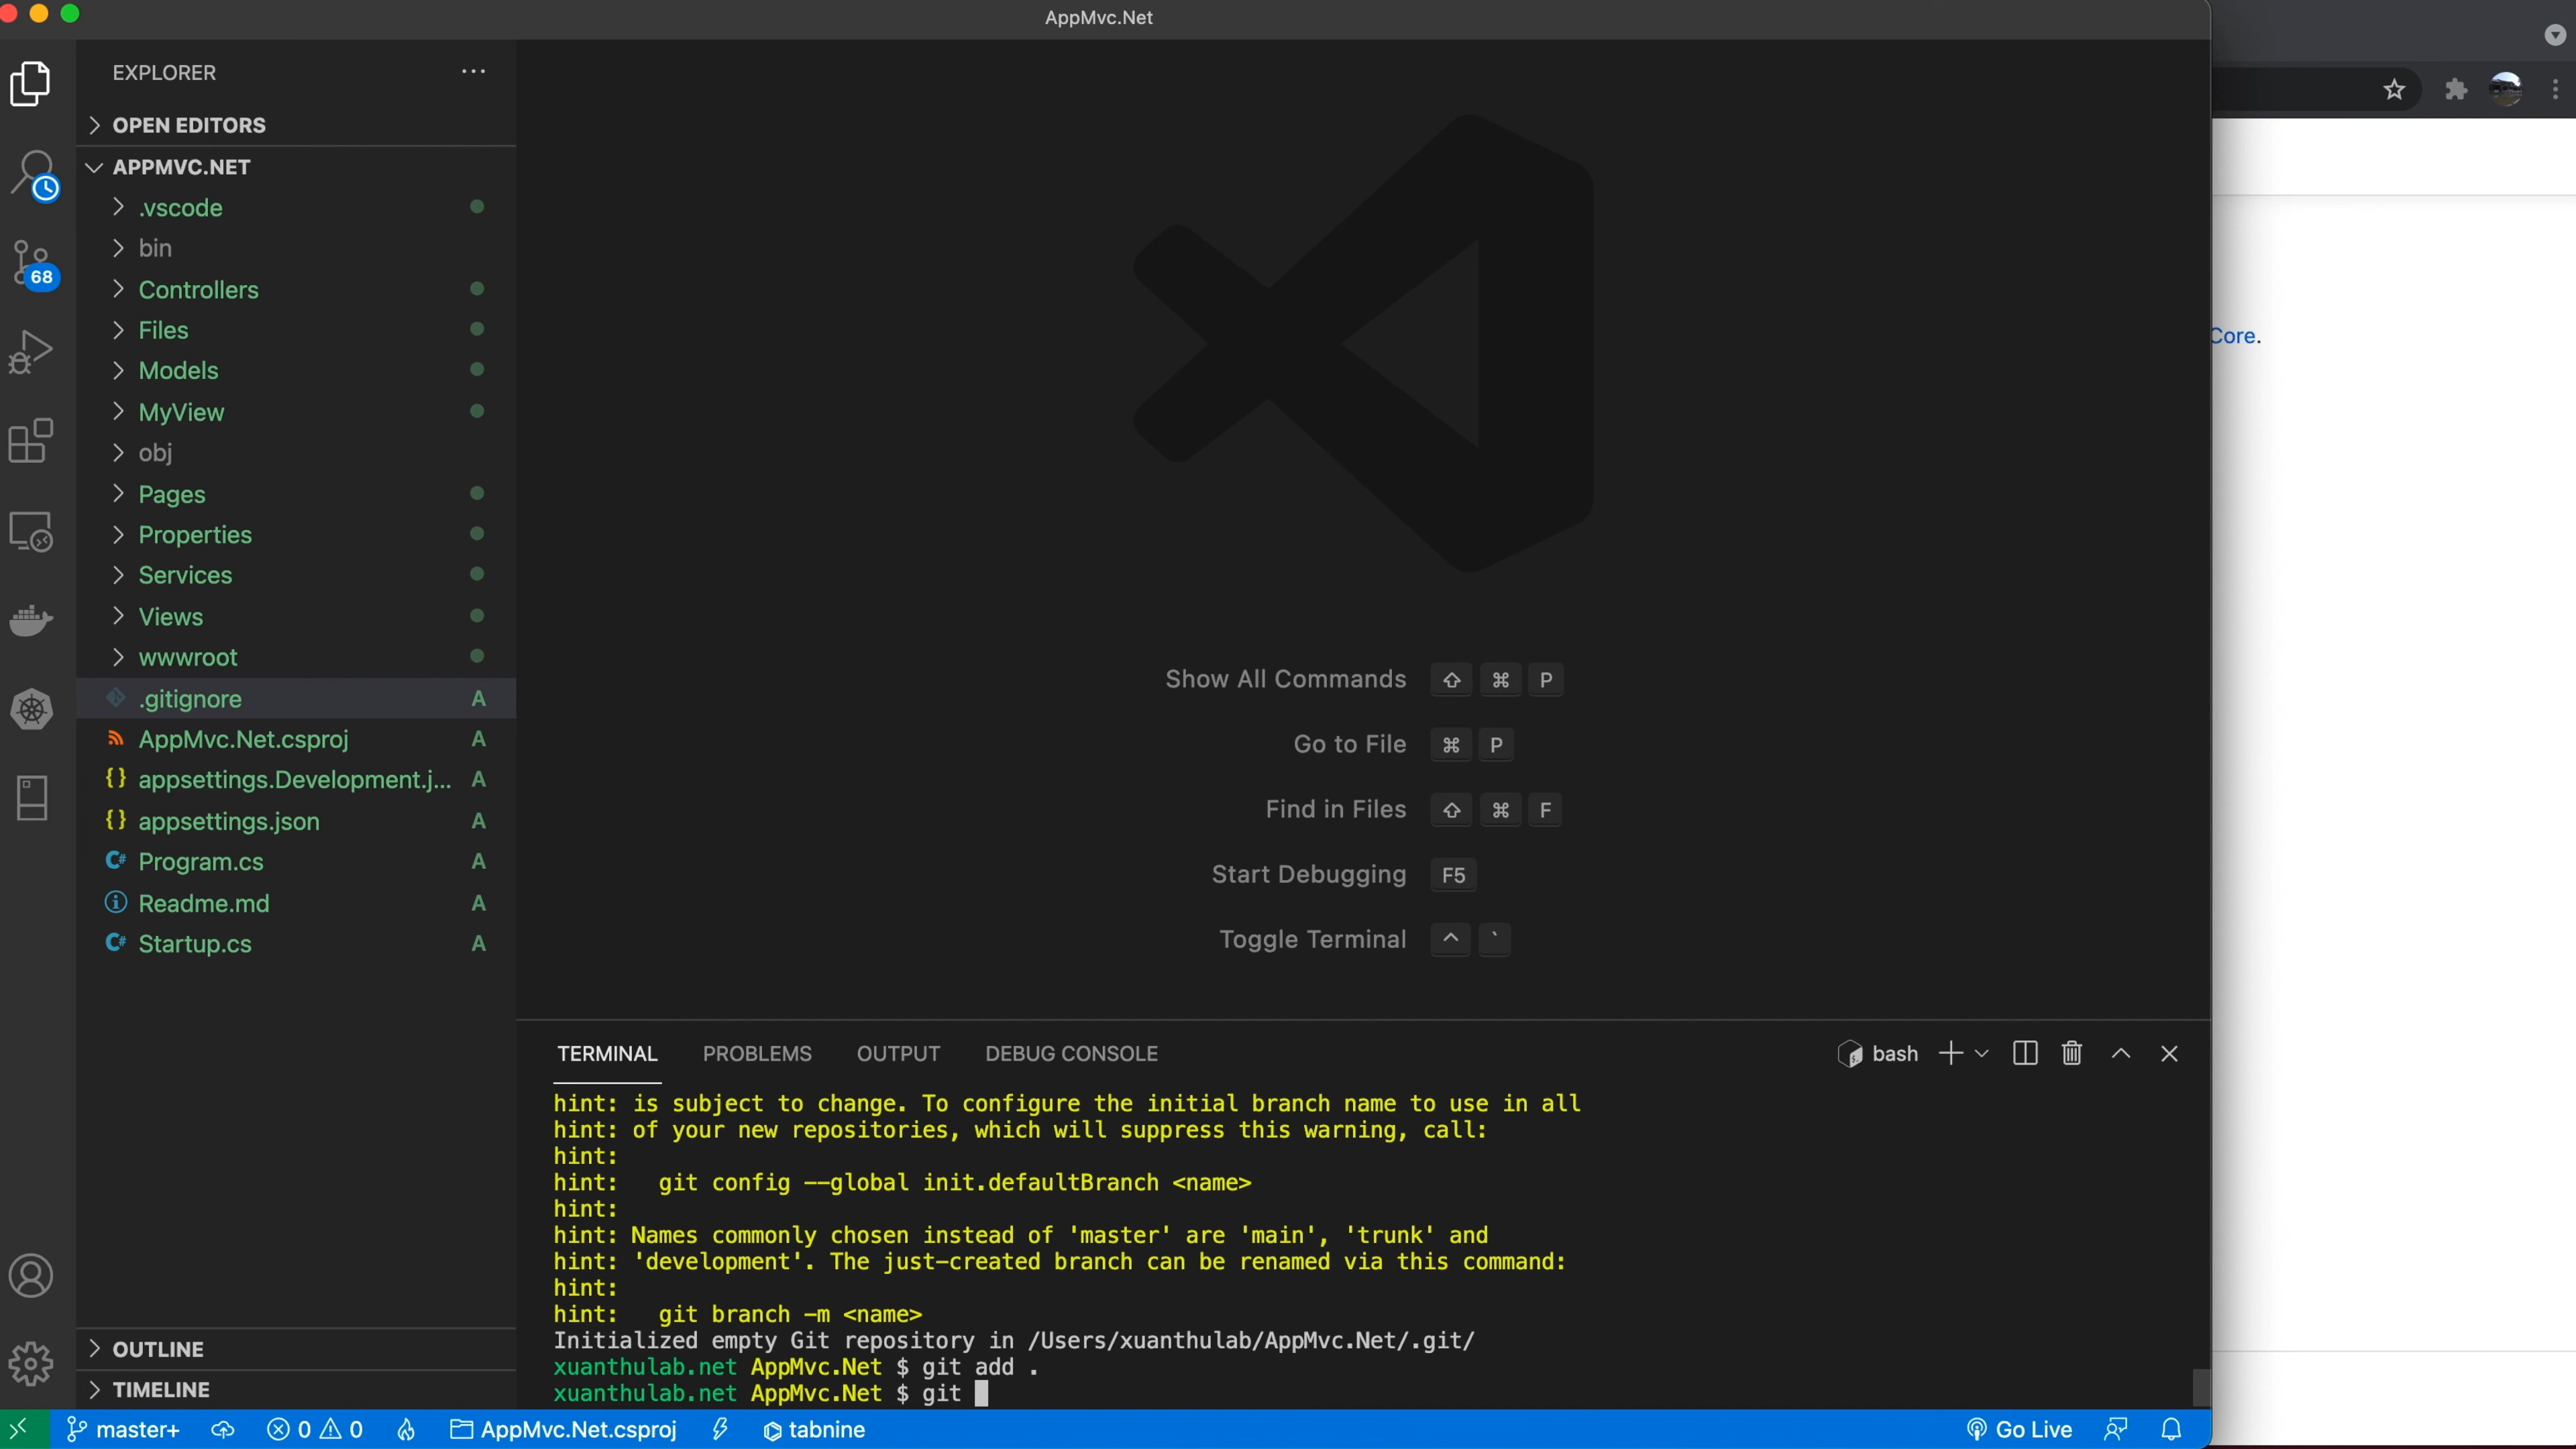 AppMvc.Net
EXPLORER
OPEN EDITORS
APPMVC.NET
.vscode
bin
Controllers
Files
Models
MyView
obj
Pages
Properties
Services
Views
wwwroot
.gitignore A
AppMvc.Net.csproj A
appsettings.Development.j... A
appsettings.json A
Program.cs A
Readme.md A
Startup.cs A
OUTLINE
TIMELINE
68
Core.
Show All Commands ⇧ ⌘ P
Go to File ⌘ P
Find in Files ⇧ ⌘ F
Start Debugging F5
Toggle Terminal ^ `
TERMINAL PROBLEMS OUTPUT DEBUG CONSOLE bash
hint: is subject to change. To configure the initial branch name to use in all
hint: of your new repositories, which will suppress this warning, call:
hint:
hint:   git config --global init.defaultBranch <name>
hint:
hint: Names commonly chosen instead of 'master' are 'main', 'trunk' and
hint: 'development'. The just-created branch can be renamed via this command:
hint:
hint:   git branch -m <name>
Initialized empty Git repository in /Users/xuanthulab/AppMvc.Net/.git/
xuanthulab.net AppMvc.Net $ git add .
xuanthulab.net AppMvc.Net $ git
master+ 0 0 AppMvc.Net.csproj tabnine Go Live